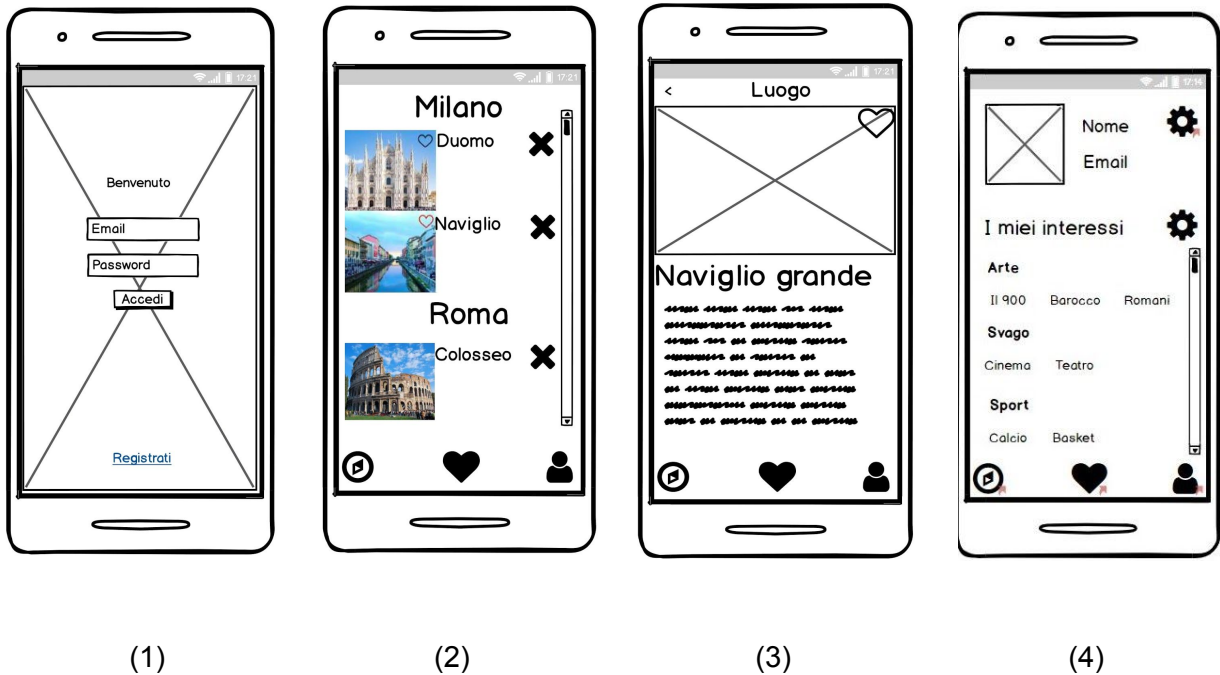 17:21
Benvenuto
Email
Password
Accedi
Registrati
17:21
Milano
Duomo
Naviglio
Roma
Colosseo
17:21
< Luogo
Naviglio grande
17:14
Nome
Email
I miei interessi
Arte
Il 900 Barocco Romani
Svago
Cinema Teatro
Sport
Calcio Basket
(1) (2) (3) (4)